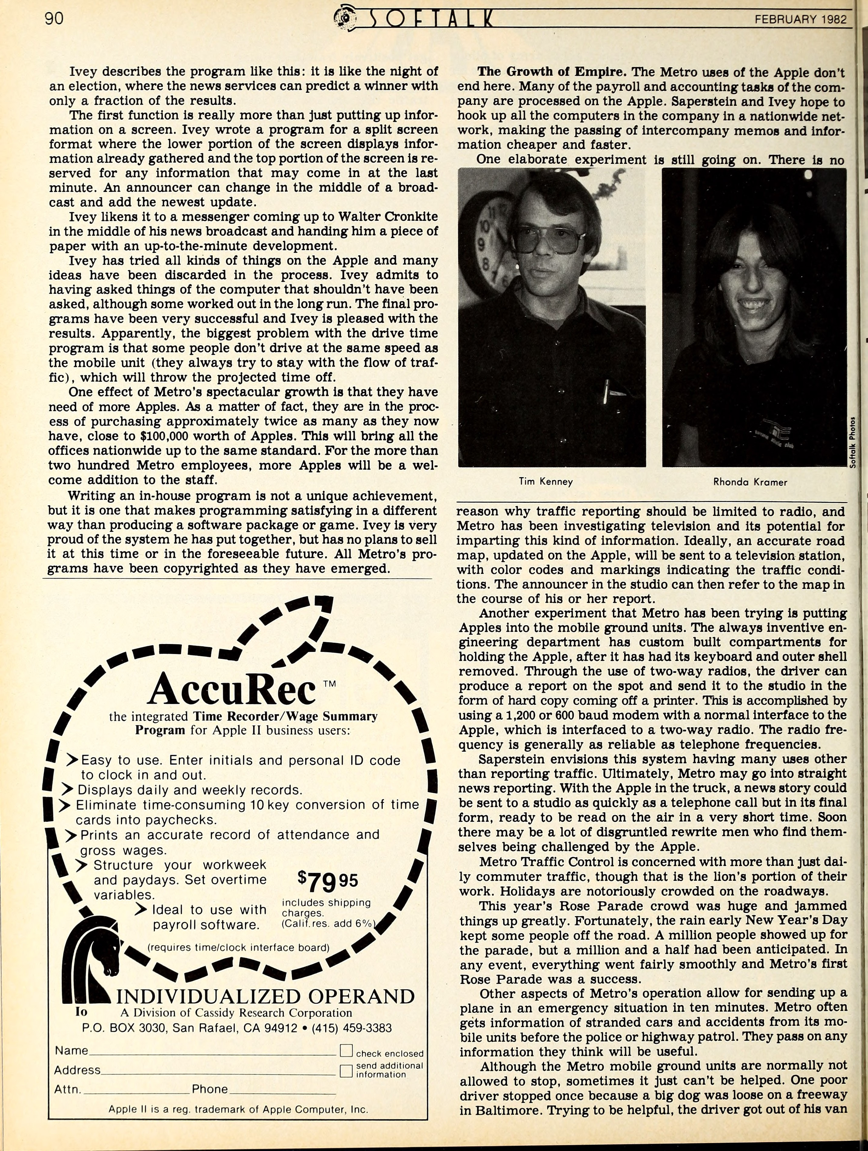 90
SOFTALK
FEBRUARY 1982
Ivey describes the program like this: it is like the night of
an election, where the news services can predict a winner with
only a fraction of the results.
The first function is really more than just putting up infor-
mation on a screen. Ivey wrote a program for a split screen
format where the lower portion of the screen displays infor-
mation already gathered and the top portion of the screen is re-
served for any information that may come in at the last
minute. An announcer can change in the middle of a broad-
cast and add the newest update.
Ivey likens it to a messenger coming up to Walter Cronkite
in the middle of his news broadcast and handing him a piece of
paper with an up-to-the-minute development.
Ivey has tried all kinds of things on the Apple and many
ideas have been discarded in the process. Ivey admits to
having asked things of the computer that shouldn't have been
asked, although some worked out in the long run. The final pro-
grams have been very successful and Ivey is pleased with the
results. Apparently, the biggest problem with the drive time
program is that some people don't drive at the same speed as
the mobile unit (they always try to stay with the flow of traf-
fic), which will throw the projected time off.
One effect of Metro's spectacular growth is that they have
need of more Apples. As a matter of fact, they are in the proc-
ess of purchasing approximately twice as many as they now
have, close to $100,000 worth of Apples. This will bring all the
offices nationwide up to the same standard. For the more than
two hundred Metro employees, more Apples will be a wel-
come addition to the staff.
Writing an in-house program is not a unique achievement,
but it is one that makes programming satisfying in a different
way than producing a software package or game. Ivey is very
proud of the system he has put together, but has no plans to sell
it at this time or in the foreseeable future. All Metro's pro-
grams have been copyrighted as they have emerged.
AccuRec™
the integrated Time Recorder/Wage Summary
Program for Apple II business users:
Easy to use. Enter initials and personal ID code
to clock in and out.
Displays daily and weekly records.
Eliminate time-consuming 10 key conversion of time
cards into paychecks.
Prints an accurate record of attendance and
gross wages.
Structure your workweek
and paydays. Set overtime
variables.
Ideal to use with
payroll software.
$79 95
includes shipping
charges.
(Calif. res. add 6%)
(requires time/clock interface board)
Io
INDIVIDUALIZED OPERAND
A Division of Cassidy Research Corporation
P.O. BOX 3030, San Rafael, CA 94912 • (415) 459-3383
Name
check enclosed
Address
send additional
information
Attn. Phone
Apple II is a reg. trademark of Apple Computer, Inc.
The Growth of Empire. The Metro uses of the Apple don't
end here. Many of the payroll and accounting tasks of the com-
pany are processed on the Apple. Saperstein and Ivey hope to
hook up all the computers in the company in a nationwide net-
work, making the passing of intercompany memos and infor-
mation cheaper and faster.
One elaborate experiment is still going on. There is no
Softalk Photos
Tim Kenney
Rhonda Kramer
reason why traffic reporting should be limited to radio, and
Metro has been investigating television and its potential for
imparting this kind of information. Ideally, an accurate road
map, updated on the Apple, will be sent to a television station,
with color codes and markings indicating the traffic condi-
tions. The announcer in the studio can then refer to the map in
the course of his or her report.
Another experiment that Metro has been trying is putting
Apples into the mobile ground units. The always inventive en-
gineering department has custom built compartments for
holding the Apple, after it has had its keyboard and outer shell
removed. Through the use of two-way radios, the driver can
produce a report on the spot and send it to the studio in the
form of hard copy coming off a printer. This is accomplished by
using a 1,200 or 600 baud modem with a normal interface to the
Apple, which is interfaced to a two-way radio. The radio fre-
quency is generally as reliable as telephone frequencies.
Saperstein envisions this system having many uses other
than reporting traffic. Ultimately, Metro may go into straight
news reporting. With the Apple in the truck, a news story could
be sent to a studio as quickly as a telephone call but in its final
form, ready to be read on the air in a very short time. Soon
there may be a lot of disgruntled rewrite men who find them-
selves being challenged by the Apple.
Metro Traffic Control is concerned with more than just dai-
ly commuter traffic, though that is the lion's portion of their
work. Holidays are notoriously crowded on the roadways.
This year's Rose Parade crowd was huge and jammed
things up greatly. Fortunately, the rain early New Year's Day
kept some people off the road. A million people showed up for
the parade, but a million and a half had been anticipated. In
any event, everything went fairly smoothly and Metro's first
Rose Parade was a success.
Other aspects of Metro's operation allow for sending up a
plane in an emergency situation in ten minutes. Metro often
gets information of stranded cars and accidents from its mo-
bile units before the police or highway patrol. They pass on any
information they think will be useful.
Although the Metro mobile ground units are normally not
allowed to stop, sometimes it just can't be helped. One poor
driver stopped once because a big dog was loose on a freeway
in Baltimore. Trying to be helpful, the driver got out of his van